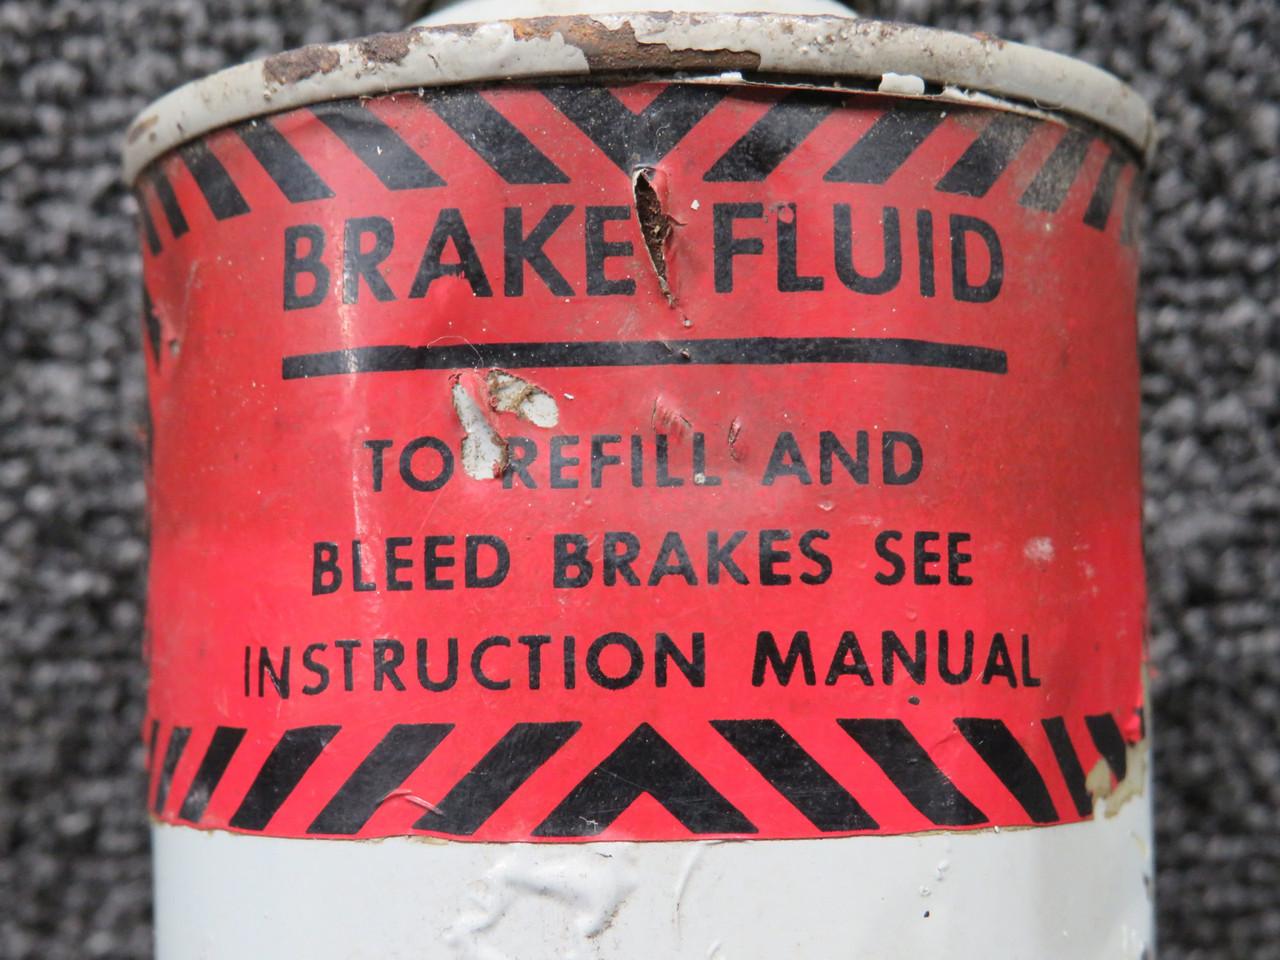 BRAKE FLUID
TO REFILL AND
BLEED BRAKES SEE
INSTRUCTION MANUAL